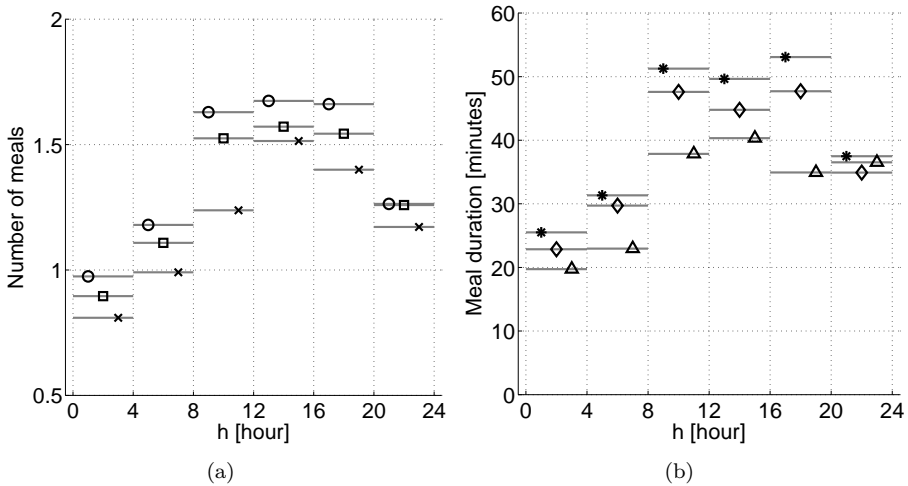 2
1.5
1
0.5
Number of meals
0 4 8 12 16 20 24
h [hour]
(a)
60
50
40
30
20
10
0
Meal duration [minutes]
0 4 8 12 16 20 24
h [hour]
(b)